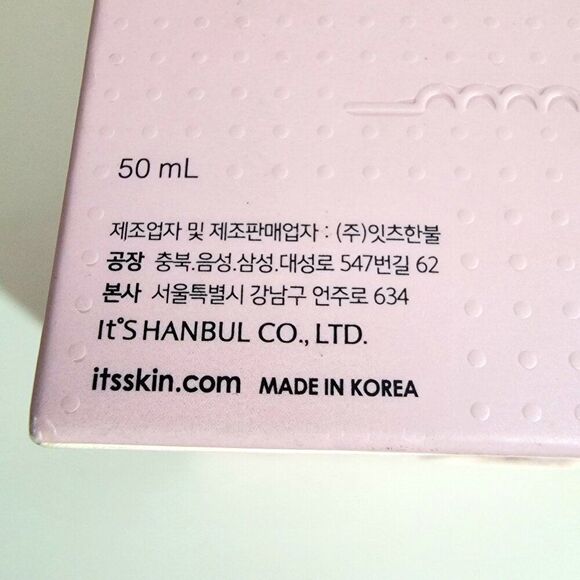 50 mL
제조업자 및 제조판매업자 : (주)잇츠한불
공장 충북.음성.삼성.대성로 547번길 62
본사 서울특별시 강남구 언주로 634
It'S HANBUL CO., LTD.
itsskin.com MADE IN KOREA